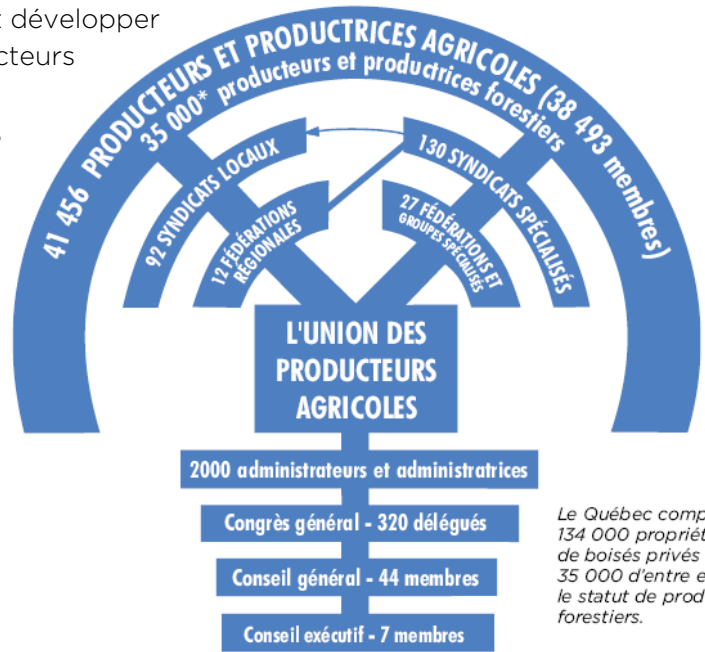 t développer
cteurs
41 456 PRODUCTEURS ET PRODUCTRICES AGRICOLES (38 493 membres)
35 000* producteurs et productrices forestiers
92 SYNDICATS LOCAUX
130 SYNDICATS SPÉCIALISÉS
12 FÉDÉRATIONS
RÉGIONALES
27 FÉDÉRATIONS ET
GROUPES SPÉCIALISÉS
L'UNION DES
PRODUCTEURS
AGRICOLES
2000 administrateurs et administratrices
Congrès général - 320 délégués
Conseil général - 44 membres
Conseil exécutif - 7 membres
Le Québec comp
134 000 propriét
de boisés privés
35 000 d'entre e
le statut de prod
forestiers.